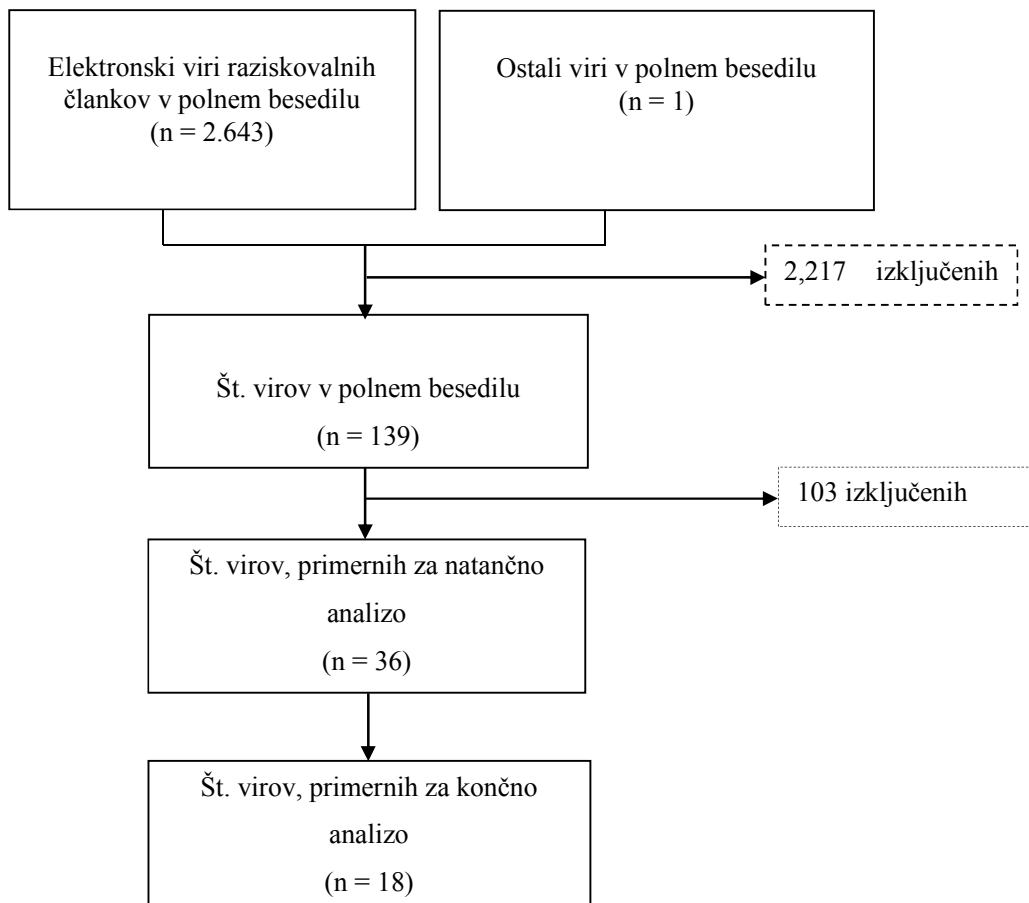 Elektronski viri raziskovalnih
člankov v polnem besedilu
(n = 2.643)
Ostali viri v polnem besedilu
(n = 1)
2,217 izključenih
Št. virov v polnem besedilu
(n = 139)
103 izključenih
Št. virov, primernih za natančno
analizo
(n = 36)
Št. virov, primernih za končno
analizo
(n = 18)